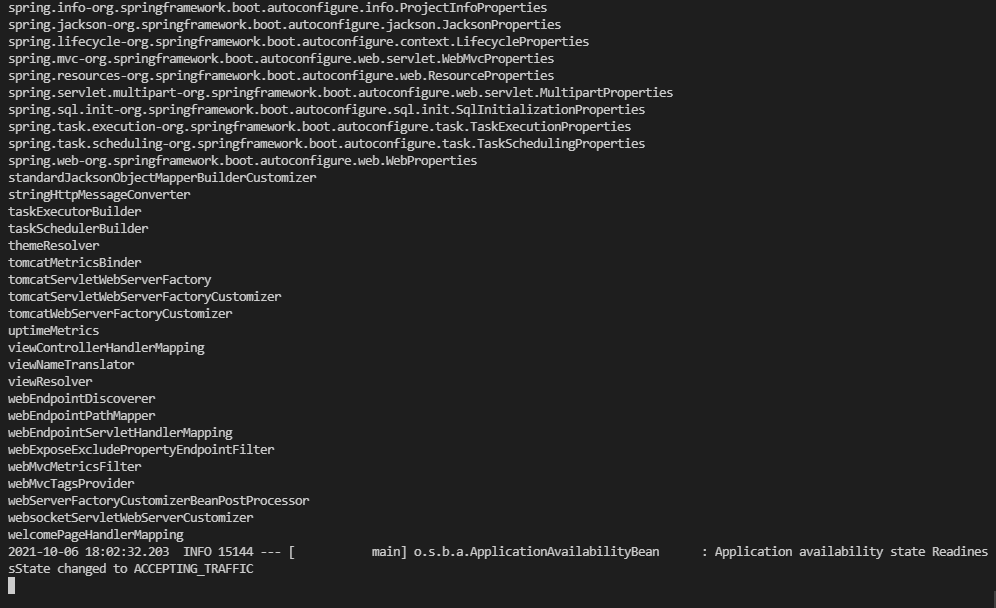 spring.info-org.springframework.boot.autoconfigure.info.ProjectInfoProperties
spring.jackson-org.springframework.boot.autoconfigure.jackson.JacksonProperties
spring.lifecycle-org.springframework.boot.autoconfigure.context.LifecycleProperties
spring.mvc-org.springframework.boot.autoconfigure.web.servlet.WebMvcProperties
spring.resources-org.springframework.boot.autoconfigure.web.ResourceProperties
spring.servlet.multipart-org.springframework.boot.autoconfigure.web.servlet.MultipartProperties
spring.sql.init-org.springframework.boot.autoconfigure.sql.init.SqlInitializationProperties
spring.task.execution-org.springframework.boot.autoconfigure.task.TaskExecutionProperties
spring.task.scheduling-org.springframework.boot.autoconfigure.task.TaskSchedulingProperties
spring.web-org.springframework.boot.autoconfigure.web.WebProperties
standardJacksonObjectMapperBuilderCustomizer
stringHttpMessageConverter
taskExecutorBuilder
taskSchedulerBuilder
themeResolver
tomcatMetricsBinder
tomcatServletWebServerFactory
tomcatServletWebServerFactoryCustomizer
tomcatWebServerFactoryCustomizer
uptimeMetrics
viewControllerHandlerMapping
viewNameTranslator
viewResolver
webEndpointDiscoverer
webEndpointPathMapper
webEndpointServletHandlerMapping
webExposeExcludePropertyEndpointFilter
webMvcMetricsFilter
webMvcTagsProvider
webServerFactoryCustomizerBeanPostProcessor
websocketServletWebServerCustomizer
welcomePageHandlerMapping
2021-10-06 18:02:32.203  INFO 15144 --- [           main] o.s.b.a.ApplicationAvailabilityBean      : Application availability state Readines
sState changed to ACCEPTING_TRAFFIC